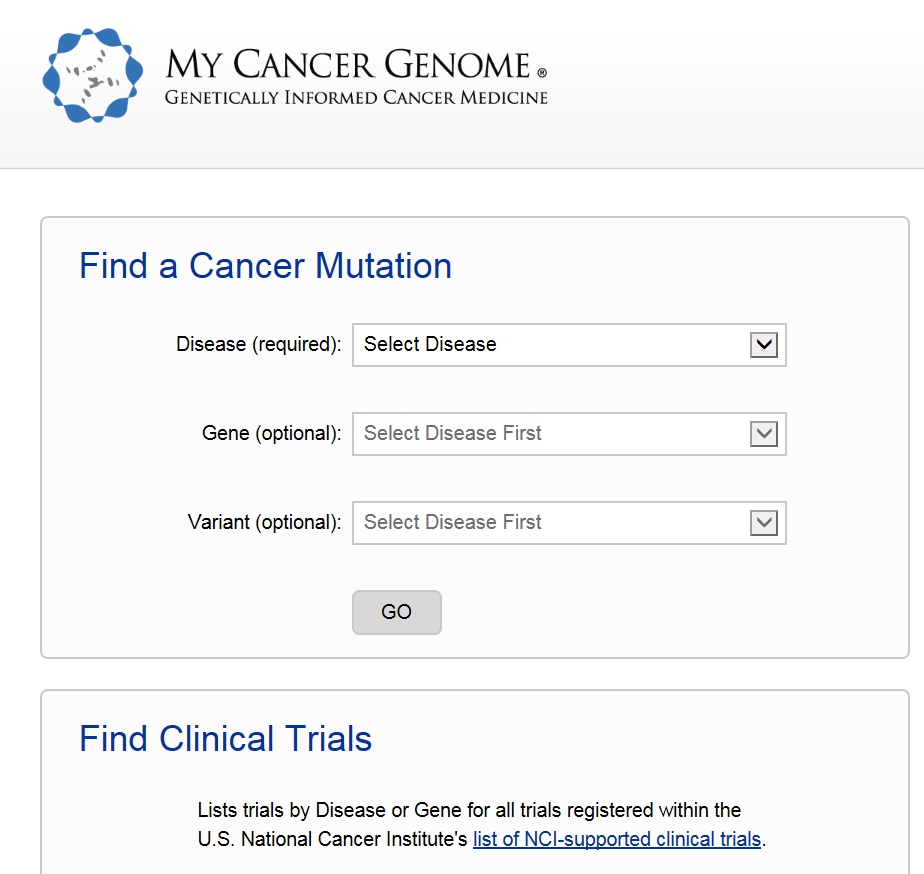 MY CANCER GENOME®
GENETICALLY INFORMED CANCER MEDICINE
Find a Cancer Mutation
Disease (required): Select Disease
Gene (optional): Select Disease First
Variant (optional): Select Disease First
GO
Find Clinical Trials
Lists trials by Disease or Gene for all trials registered within the
U.S. National Cancer Institute's list of NCI-supported clinical trials.